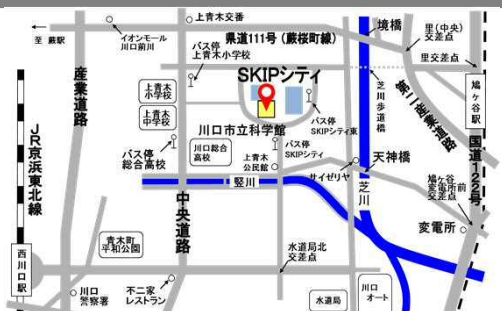 上青木交番
イオンモール
川口前川
至 蕨駅
県道111号（蕨桜町線）
境橋
里（中央）
交差点
里交差点
バス停
上青木小学校
SKIPシティ
産業道路
上青木
小学校
上青木
中学校
芝川歩道橋
第二産業道路
鳩ヶ谷駅
川口市立科学館
バス停
SKIPシティ東
JR京浜東北線
バス停
総合高校
川口総合
高校
上青木
公民館
バス停
SKIPシティ
天神橋
国道122号
サイゼリヤ
竪川
芝川
鳩ヶ谷
変電所前
交差点
中央道路
変電所
青木町
平和公園
水道局北
交差点
西川口駅
川口
警察署
不二家
レストラン
水道局
川口
オート